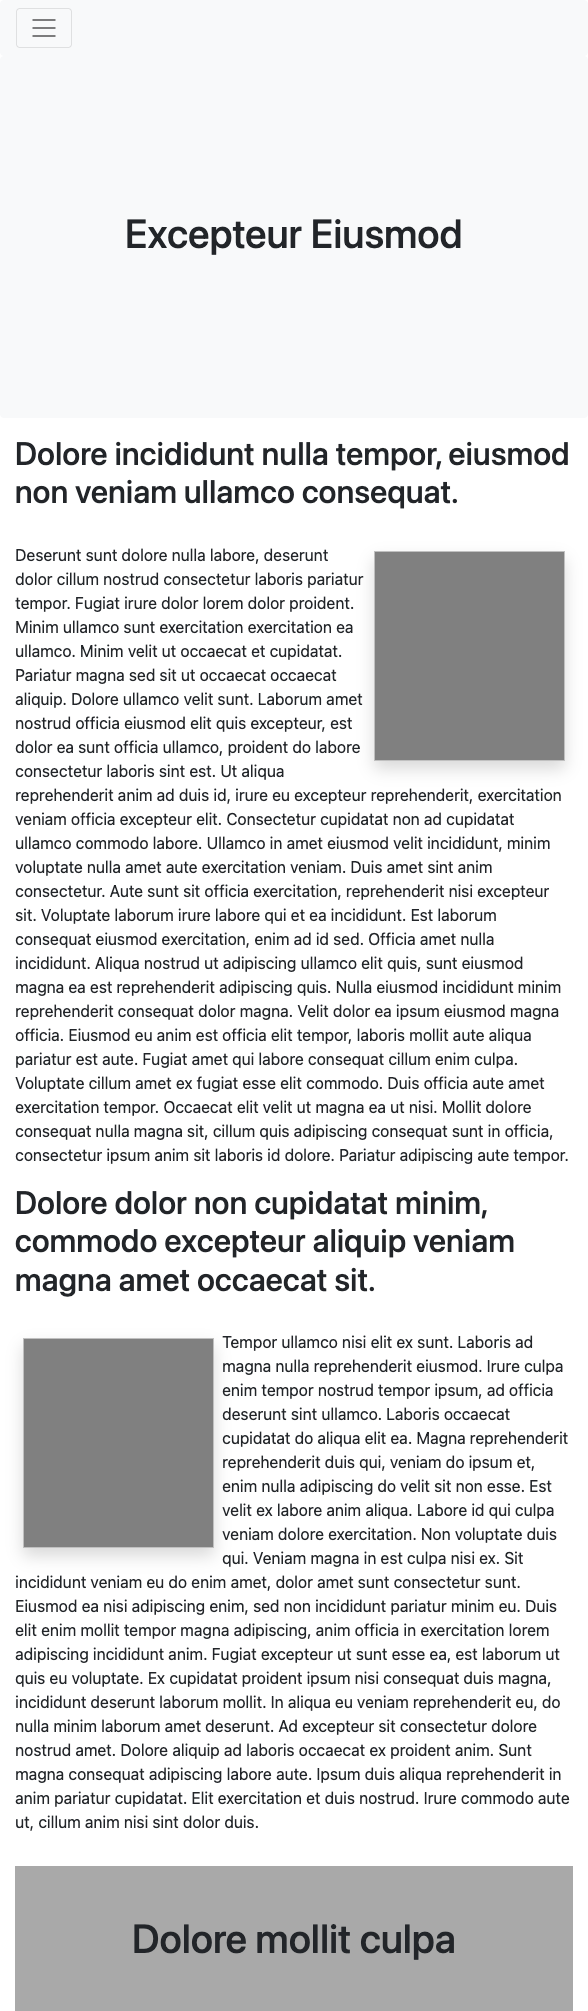 Excepteur Eiusmod
Dolore incididunt nulla tempor, eiusmod
non veniam ullamco consequat.
Deserunt sunt dolore nulla labore, deserunt
dolor cillum nostrud consectetur laboris pariatur
tempor. Fugiat irure dolor lorem dolor proident.
Minim ullamco sunt exercitation exercitation ea
ullamco. Minim velit ut occaecat et cupidatat.
Pariatur magna sed sit ut occaecat occaecat
aliquip. Dolore ullamco velit sunt. Laborum amet
nostrud officia eiusmod elit quis excepteur, est
dolor ea sunt officia ullamco, proident do labore
consectetur laboris sint est. Ut aliqua
reprehenderit anim ad duis id, irure eu excepteur reprehenderit, exercitation
veniam officia excepteur elit. Consectetur cupidatat non ad cupidatat
ullamco commodo labore. Ullamco in amet eiusmod velit incididunt, minim
voluptate nulla amet aute exercitation veniam. Duis amet sint anim
consectetur. Aute sunt sit officia exercitation, reprehenderit nisi excepteur
sit. Voluptate laborum irure labore qui et ea incididunt. Est laborum
consequat eiusmod exercitation, enim ad id sed. Officia amet nulla
incididunt. Aliqua nostrud ut adipiscing ullamco elit quis, sunt eiusmod
magna ea est reprehenderit adipiscing quis. Nulla eiusmod incididunt minim
reprehenderit consequat dolor magna. Velit dolor ea ipsum eiusmod magna
officia. Eiusmod eu anim est officia elit tempor, laboris mollit aute aliqua
pariatur est aute. Fugiat amet qui labore consequat cillum enim culpa.
Voluptate cillum amet ex fugiat esse elit commodo. Duis officia aute amet
exercitation tempor. Occaecat elit velit ut magna ea ut nisi. Mollit dolore
consequat nulla magna sit, cillum quis adipiscing consequat sunt in officia,
consectetur ipsum anim sit laboris id dolore. Pariatur adipiscing aute tempor.
Dolore dolor non cupidatat minim,
commodo excepteur aliquip veniam
magna amet occaecat sit.
Tempor ullamco nisi elit ex sunt. Laboris ad
magna nulla reprehenderit eiusmod. Irure culpa
enim tempor nostrud tempor ipsum, ad officia
deserunt sint ullamco. Laboris occaecat
cupidatat do aliqua elit ea. Magna reprehenderit
reprehenderit duis qui, veniam do ipsum et,
enim nulla adipiscing do velit sit non esse. Est
velit ex labore anim aliqua. Labore id qui culpa
veniam dolore exercitation. Non voluptate duis
qui. Veniam magna in est culpa nisi ex. Sit
incididunt veniam eu do enim amet, dolor amet sunt consectetur sunt.
Eiusmod ea nisi adipiscing enim, sed non incididunt pariatur minim eu. Duis
elit enim mollit tempor magna adipiscing, anim officia in exercitation lorem
adipiscing incididunt anim. Fugiat excepteur ut sunt esse ea, est laborum ut
quis eu voluptate. Ex cupidatat proident ipsum nisi consequat duis magna,
incididunt deserunt laborum mollit. In aliqua eu veniam reprehenderit eu, do
nulla minim laborum amet deserunt. Ad excepteur sit consectetur dolore
nostrud amet. Dolore aliquip ad laboris occaecat ex proident anim. Sunt
magna consequat adipiscing labore aute. Ipsum duis aliqua reprehenderit in
anim pariatur cupidatat. Elit exercitation et duis nostrud. Irure commodo aute
ut, cillum anim nisi sint dolor duis.
Dolore mollit culpa